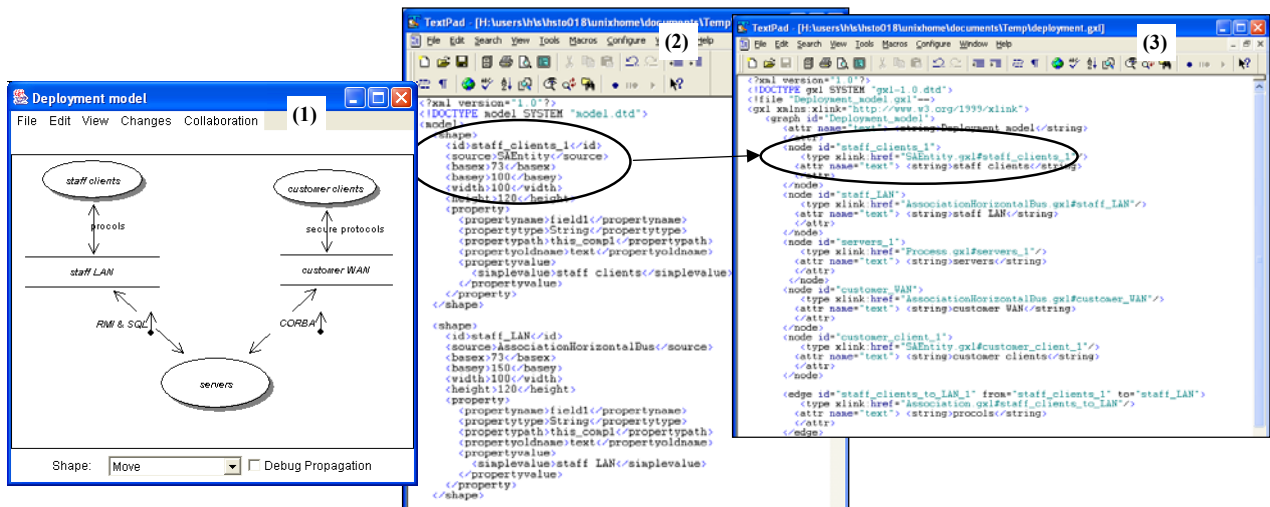 Deployment model
(1)
File Edit View Changes Collaboration
staff clients
customer clients
procols
secure protocols
staff LAN
customer WAN
RMI & SQL
CORBA
servers
Shape: Move Debug Propagation
TextPad - [H:\users\h\s\hsto018\unixhome\documents\Temp
(2)
File Edit Search View Tools Macros Configure Help
<?xml version="1.0"?>
<!DOCTYPE model SYSTEM "model.dtd">
<model>
<shape>
<id>staff_clients_1</id>
<source>SAEntity</source>
<basex>73</basex>
<basey>100</basey>
<width>100</width>
<height>120</height>
<property>
<propertyname>field1</propertyname>
<propertytype>String</propertytype>
<propertypath>this_comp1</propertypath>
<propertyoldname>text</propertyoldname>
<propertyvalue>
<simplevalue>staff clients</simplevalue>
</propertyvalue>
</property>
</shape>
<shape>
<id>staff_LAN</id>
<source>AssociationHorizontalBus</source>
<basex>73</basex>
<basey>150</basey>
<width>100</width>
<height>120</height>
<property>
<propertyname>field1</propertyname>
<propertytype>String</propertytype>
<propertypath>this_comp1</propertypath>
<propertyoldname>text</propertyoldname>
<propertyvalue>
<simplevalue>staff LAN</simplevalue>
</propertyvalue>
</property>
</shape>
TextPad - [H:\users\h\s\hsto018\unixhome\documents\Temp\deployment.gxl]
(3)
File Edit Search View Tools Macros Configure Window Help
<?xml version="1.0"?>
<!DOCTYPE gxl SYSTEM "gxl-1.0.dtd">
<!file "Deployment_model.gxl"-->
<gxl xmlns:xlink="http://www.w3.org/1999/xlink">
<graph id="Deployment_model">
<attr name="text"> <string>Deployment model</string>
</attr>
<node id="staff_clients_1">
<type xlink:href="SAEntity.gxl#staff_clients_1"/>
<attr name="text"> <string>staff clients</string>
</attr>
</node>
<node id="staff_LAN">
<type xlink:href="AssociationHorizontalBus.gxl#staff_LAN"/>
<attr name="text"> <string>staff LAN</string>
</attr>
</node>
<node id="servers_1">
<type xlink:href="Process.gxl#servers_1"/>
<attr name="text"> <string>servers</string>
</attr>
</node>
<node id="customer_WAN">
<type xlink:href="AssociationHorizontalBus.gxl#customer_WAN"/>
<attr name="text"> <string>customer WAN</string>
</attr>
</node>
<node id="customer_client_1">
<type xlink:href="SAEntity.gxl#customer_client_1"/>
<attr name="text"> <string>customer clients</string>
</attr>
</node>
<edge id="staff_clients_to_LAN_1" from="staff_clients_1" to="staff_LAN">
<type xlink:href="Association.gxl#staff_clients_to_LAN"/>
<attr name="text"> <string>procols</string>
</attr>
</edge>